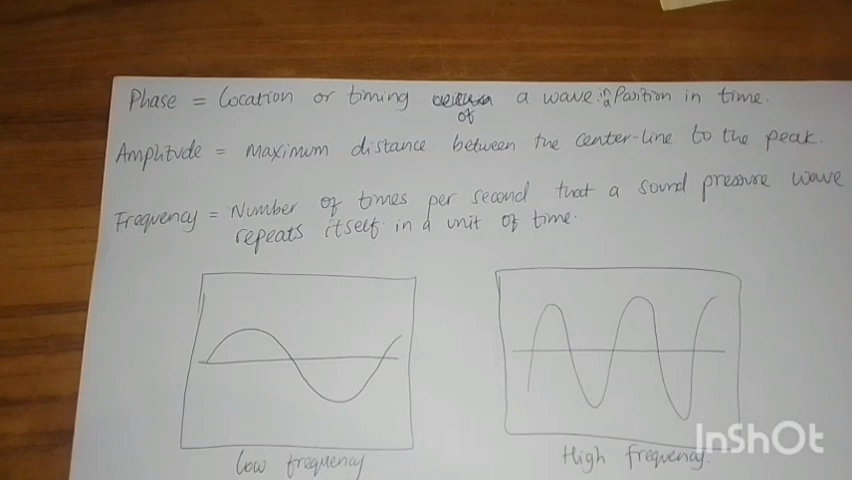 Phase = Location or timing of a wave in a Position in time.
Amplitude = Maximum distance between the center-line to the peak.
Frequency = Number of times per second that a sound pressure wave
repeats itself in a unit of time.
Low frequency
High frequency.
InShOt